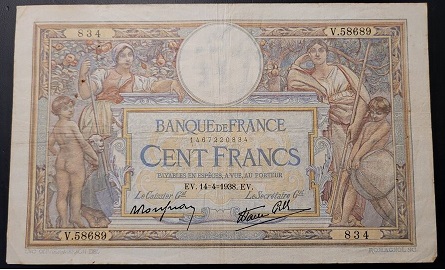 834 V.58689
BANQUE DE FRANCE
1467220834
CENT FRANCS
PAYABLES EN ESPÈCES, A VUE, AU PORTEUR
EV. 14-4-1938. EV.
Le Caissier Gal. Le Secrétaire Gal.
V.58689 834